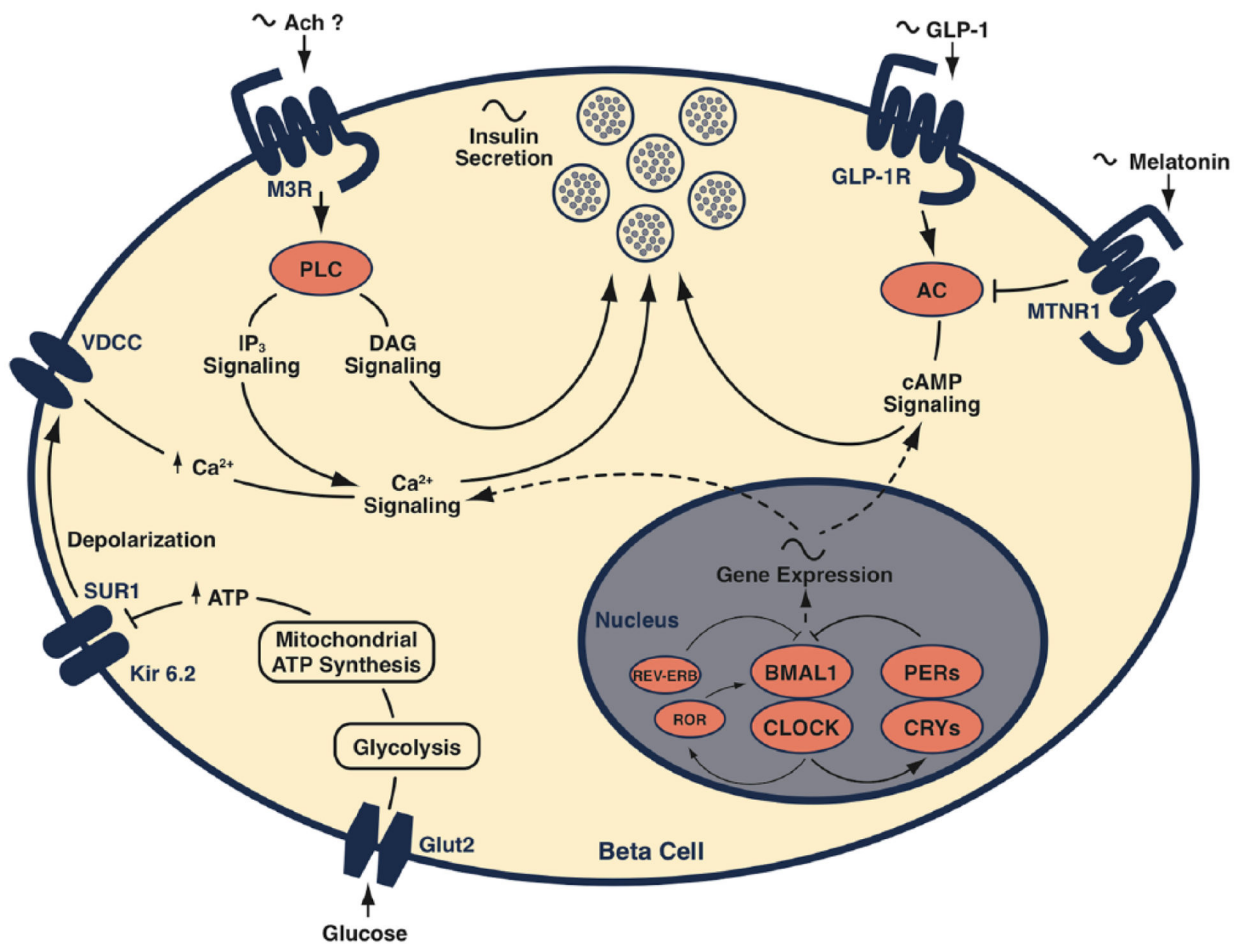 ~ Ach ?
~ GLP-1
~ Melatonin
Insulin
Secretion
M3R
GLP-1R
MTNR1
PLC
AC
VDCC
IP₃
Signaling
DAG
Signaling
cAMP
Signaling
Ca²⁺
Ca²⁺
Signaling
Depolarization
SUR1
ATP
Kir 6.2
Mitochondrial
ATP Synthesis
Glycolysis
Glut2
Glucose
Gene Expression
Nucleus
REV-ERB
BMAL1
PERs
ROR
CLOCK
CRYs
Beta Cell